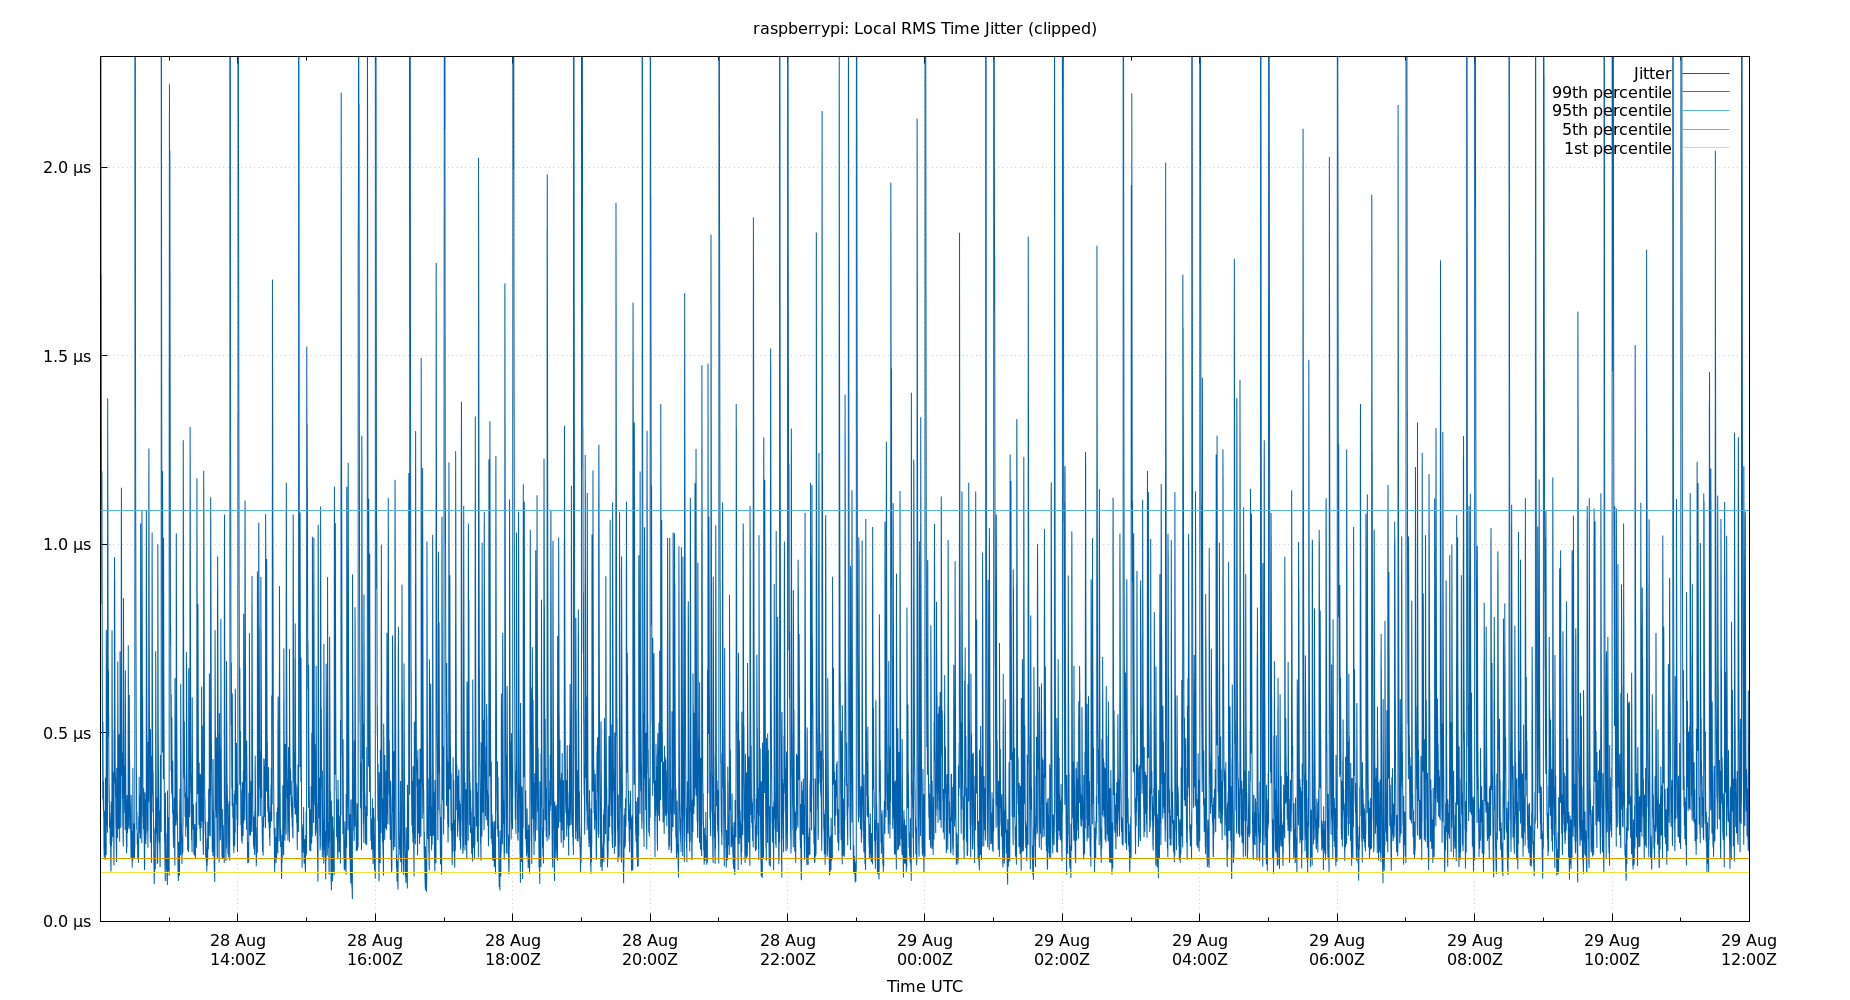 raspberrypi: Local RMS Time Jitter (clipped)
Jitter
99th percentile
95th percentile
5th percentile
1st percentile
2.0 µs
1.5 µs
1.0 µs
0.5 µs
0.0 µs
28 Aug 28 Aug 28 Aug 28 Aug 28 Aug 29 Aug 29 Aug 29 Aug 29 Aug 29 Aug 29 Aug 29 Aug
14:00Z 16:00Z 18:00Z 20:00Z 22:00Z 00:00Z 02:00Z 04:00Z 06:00Z 08:00Z 10:00Z 12:00Z
Time UTC